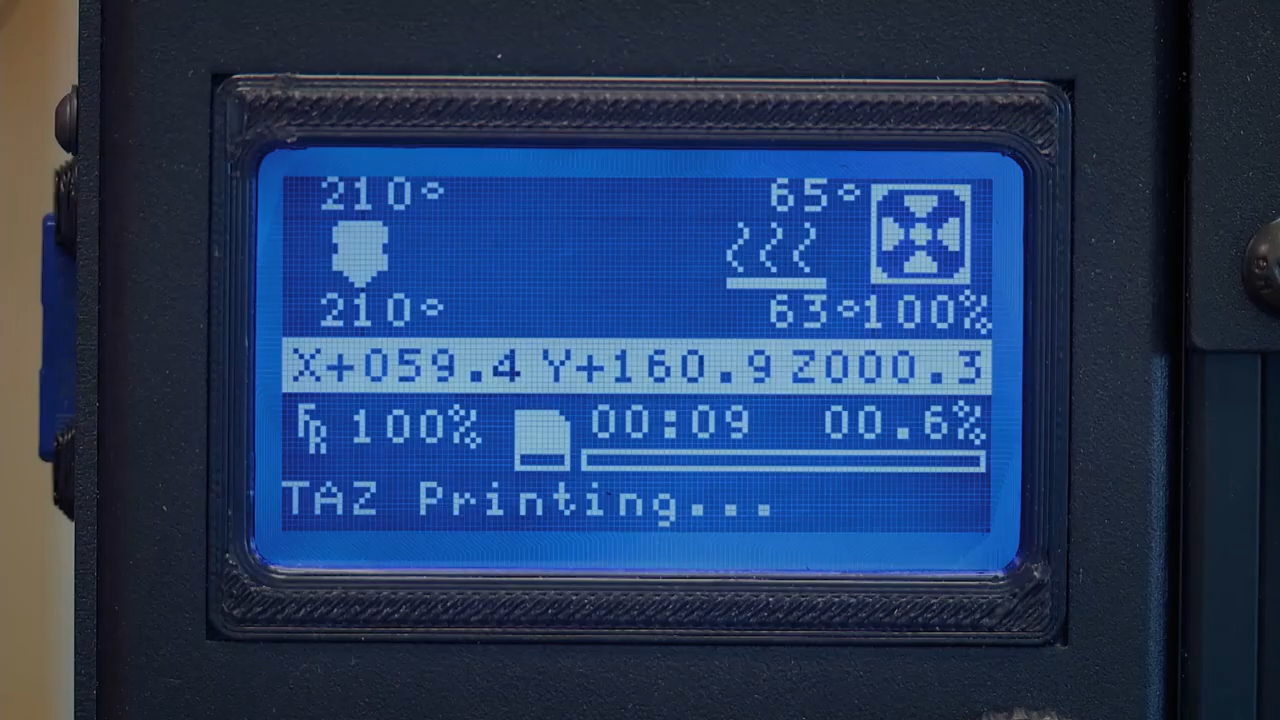 210° 65°
210° 63°100%
X+059.4 Y+160.9 Z000.3
FR 100% 00:09 00.6%
TAZ Printing...